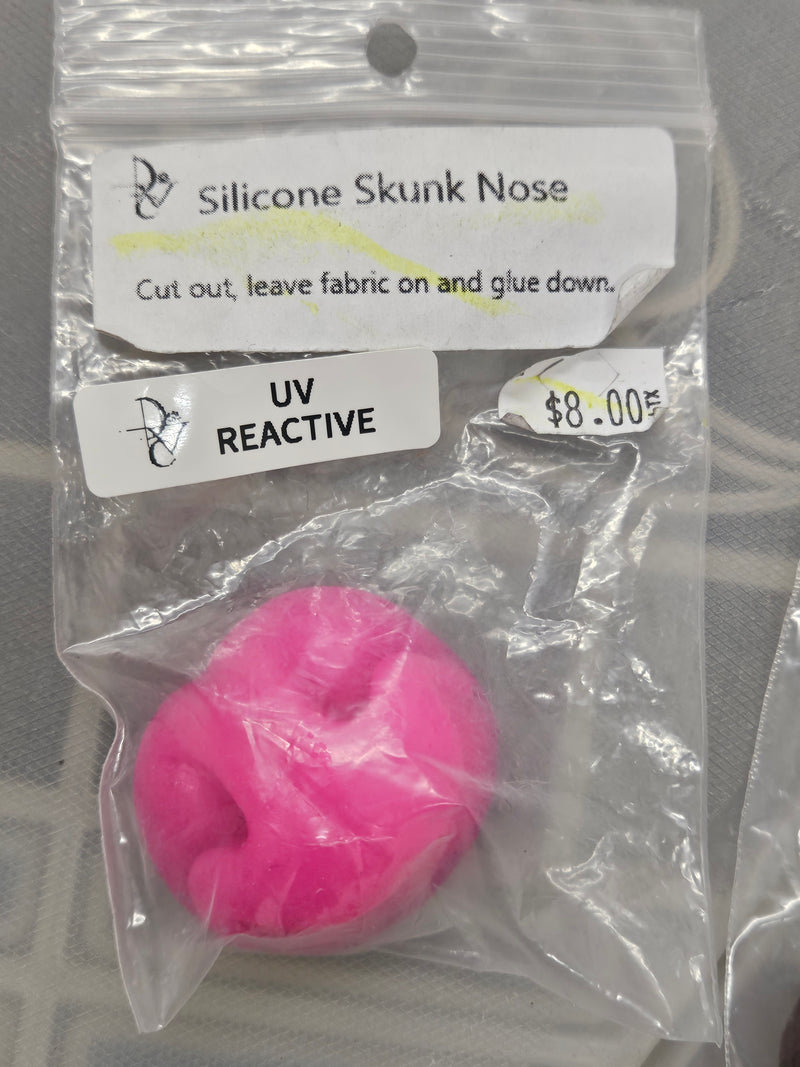 Silicone Skunk Nose
Cut out, leave fabric on and glue down.
UV
REACTIVE
$8.00